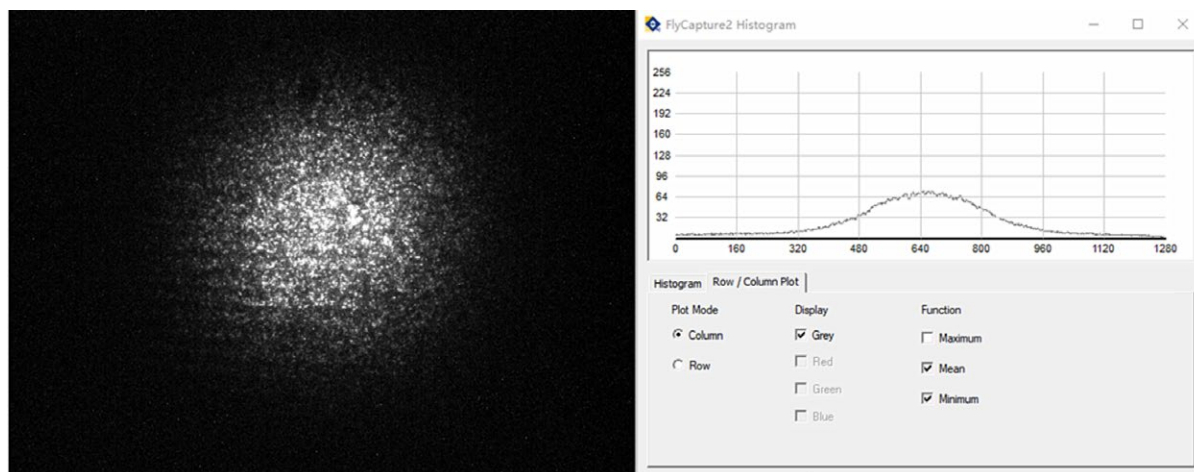 FlyCapture2 Histogram
256
224
192
160
128
96
64
32
0 160 320 480 640 800 960 1120 1280
Histogram Row / Column Plot
Plot Mode Display Function
Column Grey Maximum
Row Red Mean
Green Minimum
Blue